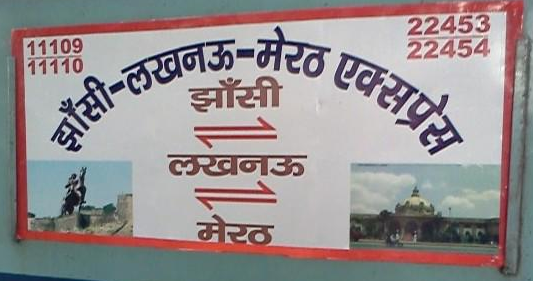 11109
11110
22453
22454
झाँसी-लखनऊ-मेरठ एक्सप्रेस
झाँसी
लखनऊ
मेरठ